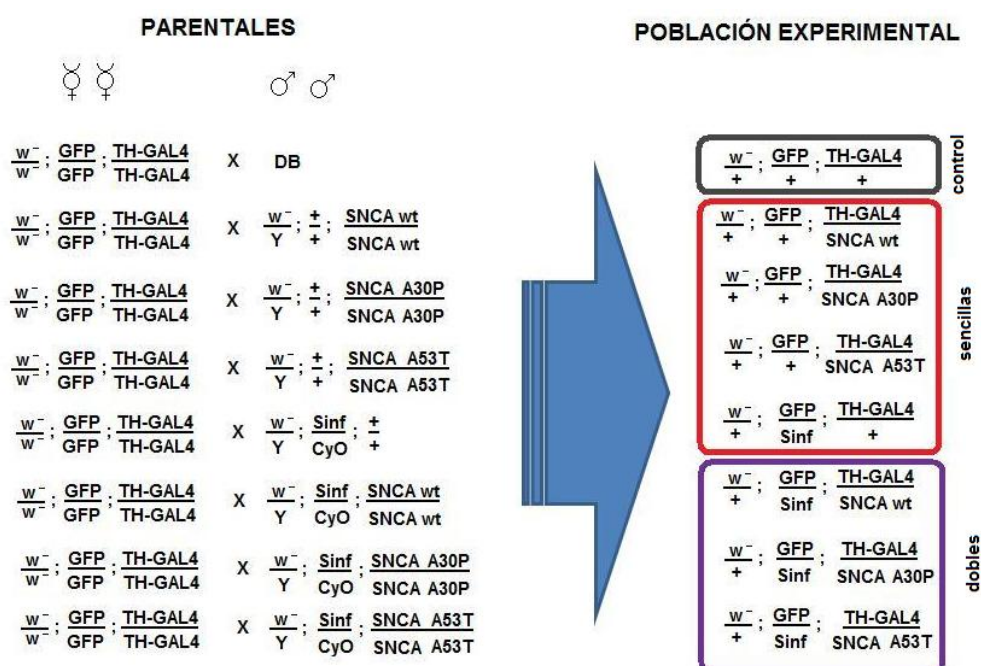 PARENTALES
POBLACIÓN EXPERIMENTAL
w⁻/w⁻ ; GFP/GFP ; TH-GAL4/TH-GAL4 X DB
w⁻/w⁻ ; GFP/GFP ; TH-GAL4/TH-GAL4 X w⁻/Y ; +/+ ; SNCA wt/SNCA wt
w⁻/w⁻ ; GFP/GFP ; TH-GAL4/TH-GAL4 X w⁻/Y ; +/+ ; SNCA A30P/SNCA A30P
w⁻/w⁻ ; GFP/GFP ; TH-GAL4/TH-GAL4 X w⁻/Y ; +/+ ; SNCA A53T/SNCA A53T
w⁻/w⁻ ; GFP/GFP ; TH-GAL4/TH-GAL4 X w⁻/Y ; Sinf/CyO ; +/+
w⁻/w⁻ ; GFP/GFP ; TH-GAL4/TH-GAL4 X w⁻/Y ; Sinf/CyO ; SNCA wt/SNCA wt
w⁻/w⁻ ; GFP/GFP ; TH-GAL4/TH-GAL4 X w⁻/Y ; Sinf/CyO ; SNCA A30P/SNCA A30P
w⁻/w⁻ ; GFP/GFP ; TH-GAL4/TH-GAL4 X w⁻/Y ; Sinf/CyO ; SNCA A53T/SNCA A53T
w⁻/+ ; GFP/+ ; TH-GAL4/+
control
w⁻/+ ; GFP/+ ; TH-GAL4/SNCA wt
w⁻/+ ; GFP/+ ; TH-GAL4/SNCA A30P
w⁻/+ ; GFP/+ ; TH-GAL4/SNCA A53T
w⁻/+ ; GFP/Sinf ; TH-GAL4/+
sencillas
w⁻/+ ; GFP/Sinf ; TH-GAL4/SNCA wt
w⁻/+ ; GFP/Sinf ; TH-GAL4/SNCA A30P
w⁻/+ ; GFP/Sinf ; TH-GAL4/SNCA A53T
dobles